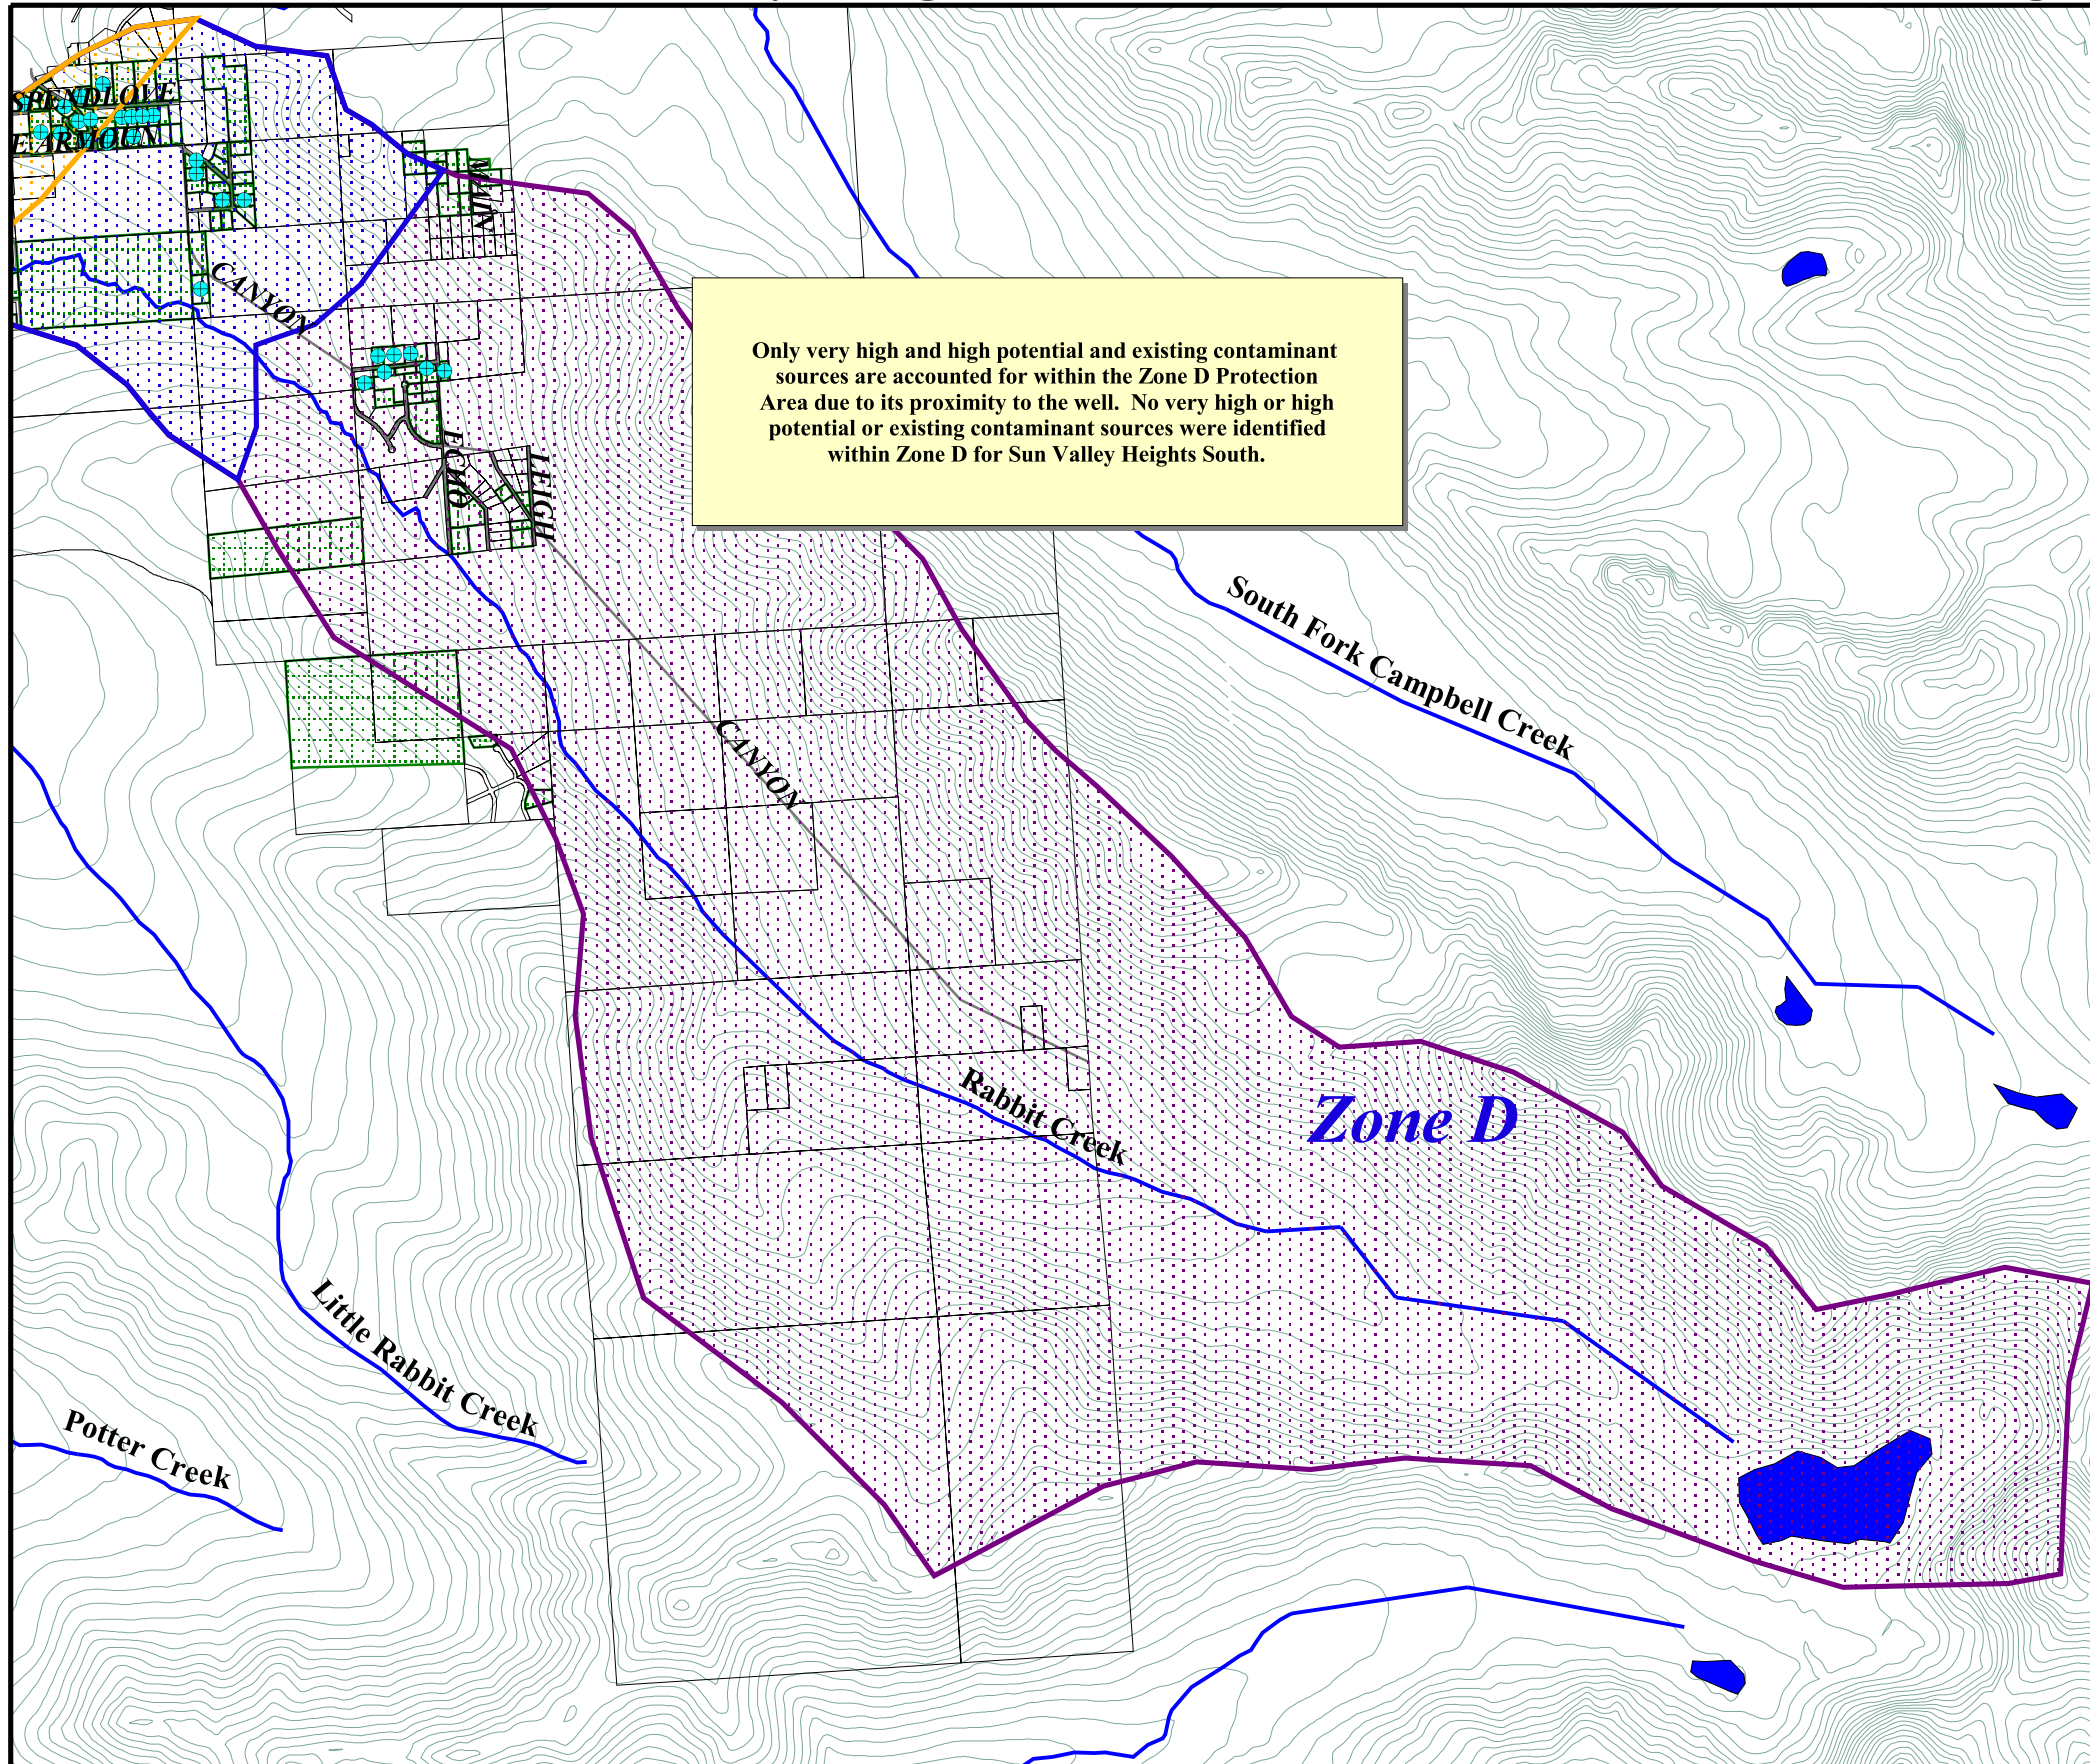 SPENDLOVE
MAIN
CANYON
Only very high and high potential and existing contaminant
sources are accounted for within the Zone D Protection
Area due to its proximity to the well. No very high or high
potential or existing contaminant sources were identified
within Zone D for Sun Valley Heights South.
LEIGH
South Fork Campbell Creek
CANYON
Rabbit Creek
Zone D
Little Rabbit Creek
Potter Creek